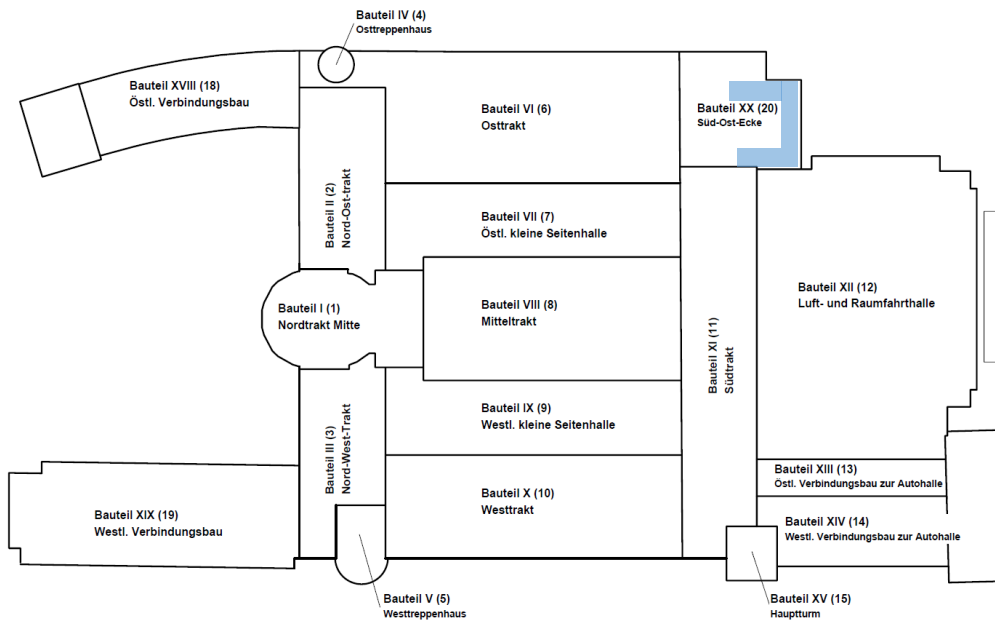 Bauteil IV (4)
Osttreppenhaus
Bauteil XVIII (18)
Östl. Verbindungsbau
Bauteil VI (6)
Osttrakt
Bauteil XX (20)
Süd-Ost-Ecke
Bauteil II (2)
Nord-Ost-trakt
Bauteil VII (7)
Östl. kleine Seitenhalle
Bauteil I (1)
Nordtrakt Mitte
Bauteil VIII (8)
Mitteltrakt
Bauteil XI (11)
Südtrakt
Bauteil XII (12)
Luft- und Raumfahrthalle
Bauteil III (3)
Nord-West-Trakt
Bauteil IX (9)
Westl. kleine Seitenhalle
Bauteil XIII (13)
Östl. Verbindungsbau zur Autohalle
Bauteil XIX (19)
Westl. Verbindungsbau
Bauteil X (10)
Westtrakt
Bauteil XIV (14)
Westl. Verbindungsbau zur Autohalle
Bauteil V (5)
Westtreppenhaus
Bauteil XV (15)
Hauptturm